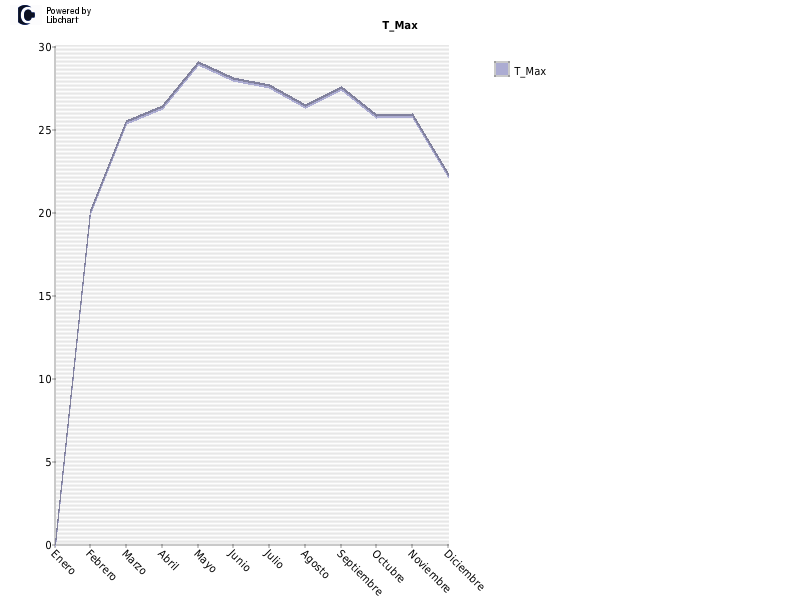 Powered by
Libchart
T_Max
30
25
20
15
10
5
0
T_Max
Enero
Febrero
Marzo
Abril
Mayo
Junio
Julio
Agosto
Septiembre
Octubre
Noviembre
Diciembre